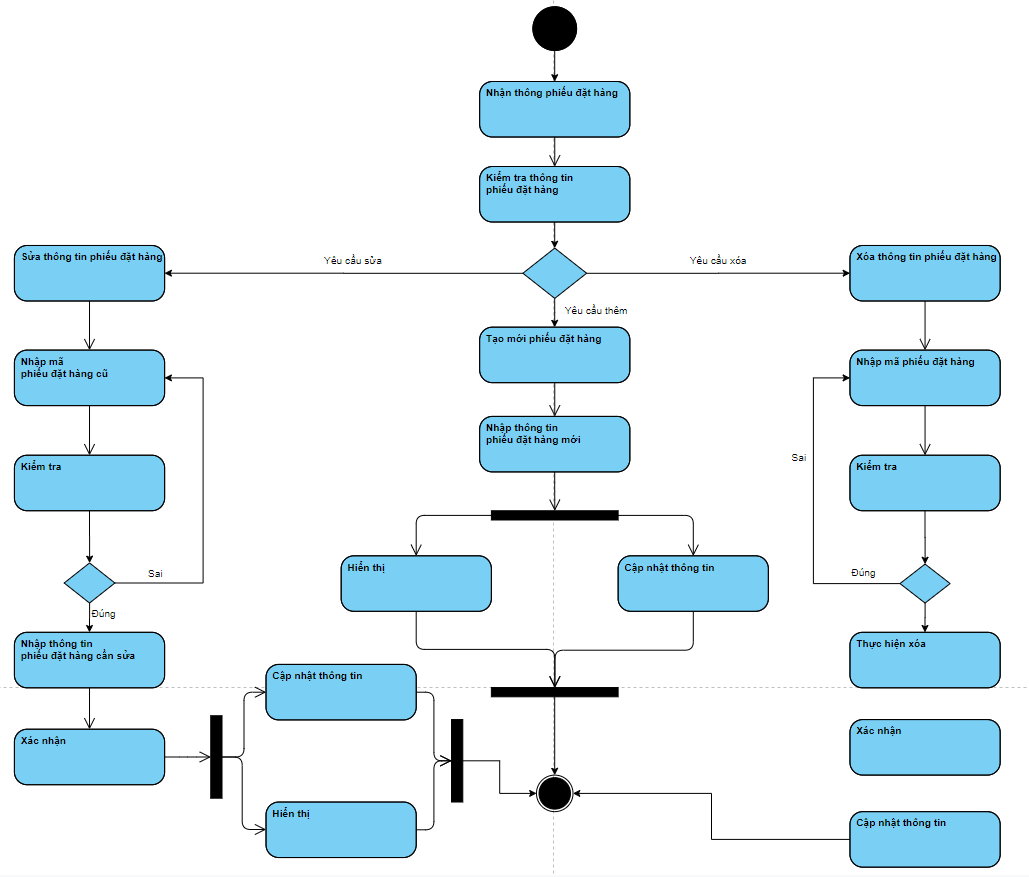 Nhận thông phiếu đặt hàng
Kiểm tra thông tin
phiếu đặt hàng
Yêu cầu sửa
Yêu cầu xóa
Yêu cầu thêm
Sửa thông tin phiếu đặt hàng
Nhập mã
phiếu đặt hàng cũ
Kiểm tra
Sai
Đúng
Nhập thông tin
phiếu đặt hàng cần sửa
Xác nhận
Cập nhật thông tin
Hiển thị
Tạo mới phiếu đặt hàng
Nhập thông tin
phiếu đặt hàng mới
Hiển thị
Cập nhật thông tin
Xóa thông tin phiếu đặt hàng
Nhập mã phiếu đặt hàng
Sai
Kiểm tra
Đúng
Thực hiện xóa
Xác nhận
Cập nhật thông tin